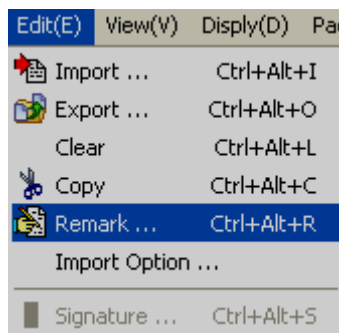 Edit(E) View(V) Disply(D) Pa
Import ... Ctrl+Alt+I
Export ... Ctrl+Alt+O
Clear Ctrl+Alt+L
Copy Ctrl+Alt+C
Remark ... Ctrl+Alt+R
Import Option ...
Signature ... Ctrl+Alt+S